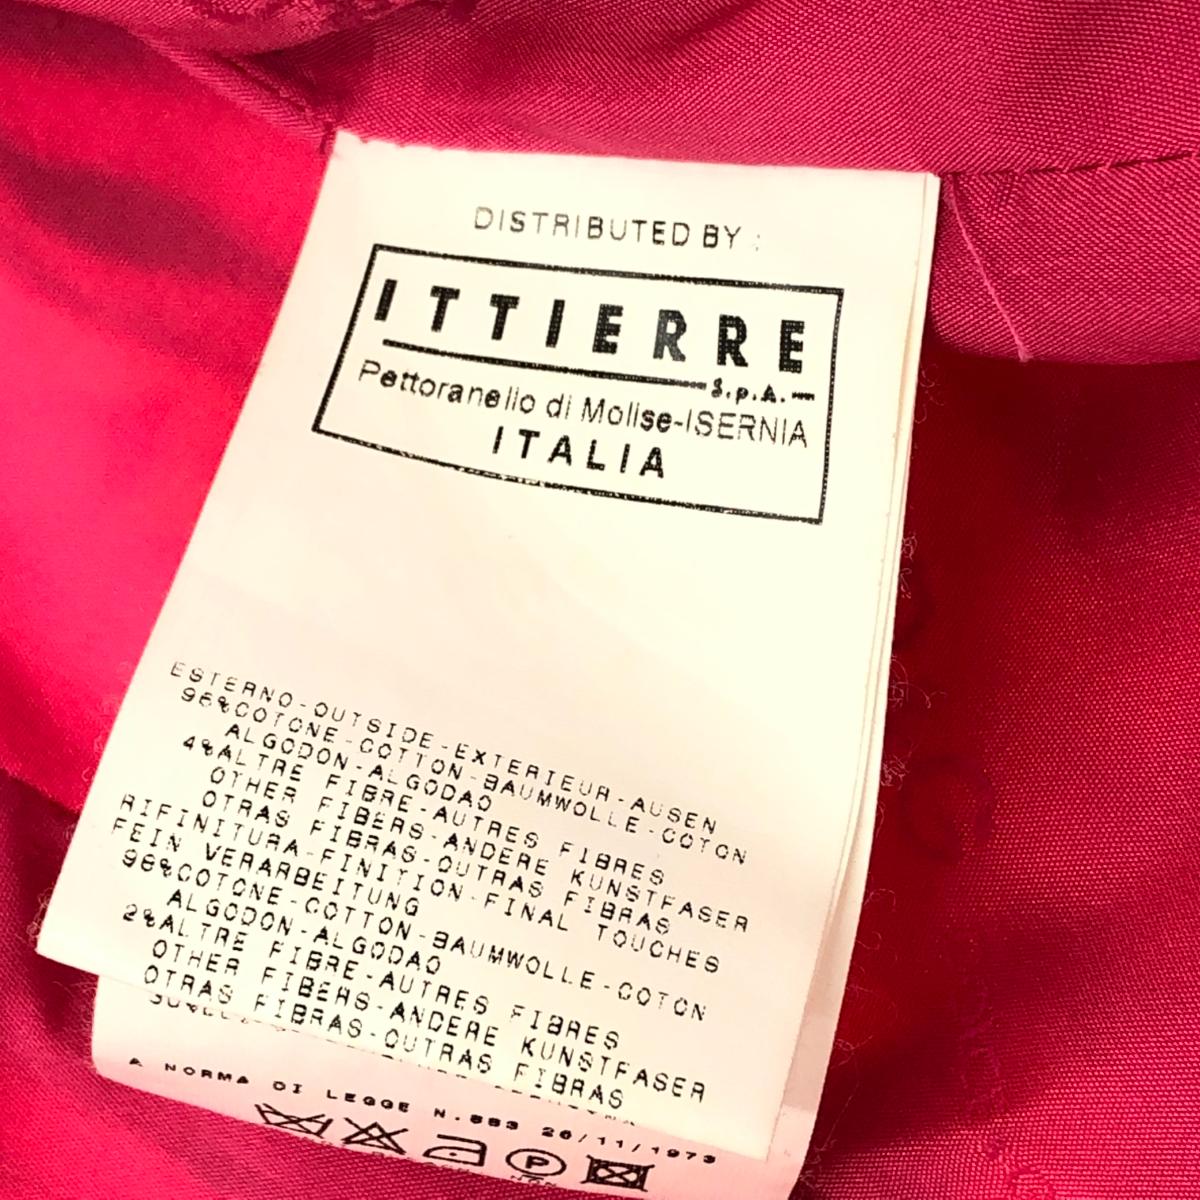 DISTRIBUTED BY :
ITTIERRE
S.p.A.
Pettoranello di Molise-ISERNIA
ITALIA
ESTERNO-OUTSIDE-EXTERIEUR-AUSEN
96%COTONE-COTTON-BAUMWOLLE-COTON
ALGODON-ALGODAO
4%ALTRE FIBRE-AUTRES FIBRES
OTHER FIBERS-ANDERE KUNSTFASER
OTRAS FIBRAS-OUTRAS FIBRAS
RIFINITURA-FINITION-FINAL TOUCHES
FEIN VERARBEITUNG
98%COTONE-COTTON-BAUMWOLLE-COTON
ALGODON-ALGODAO
2%ALTRE FIBRE-AUTRES FIBRES
OTHER FIBERS-ANDERE KUNSTFASER
OTRAS FIBRAS-OUTRAS FIBRAS
A NORMA DI LEGGE N.883 26/11/1973
P